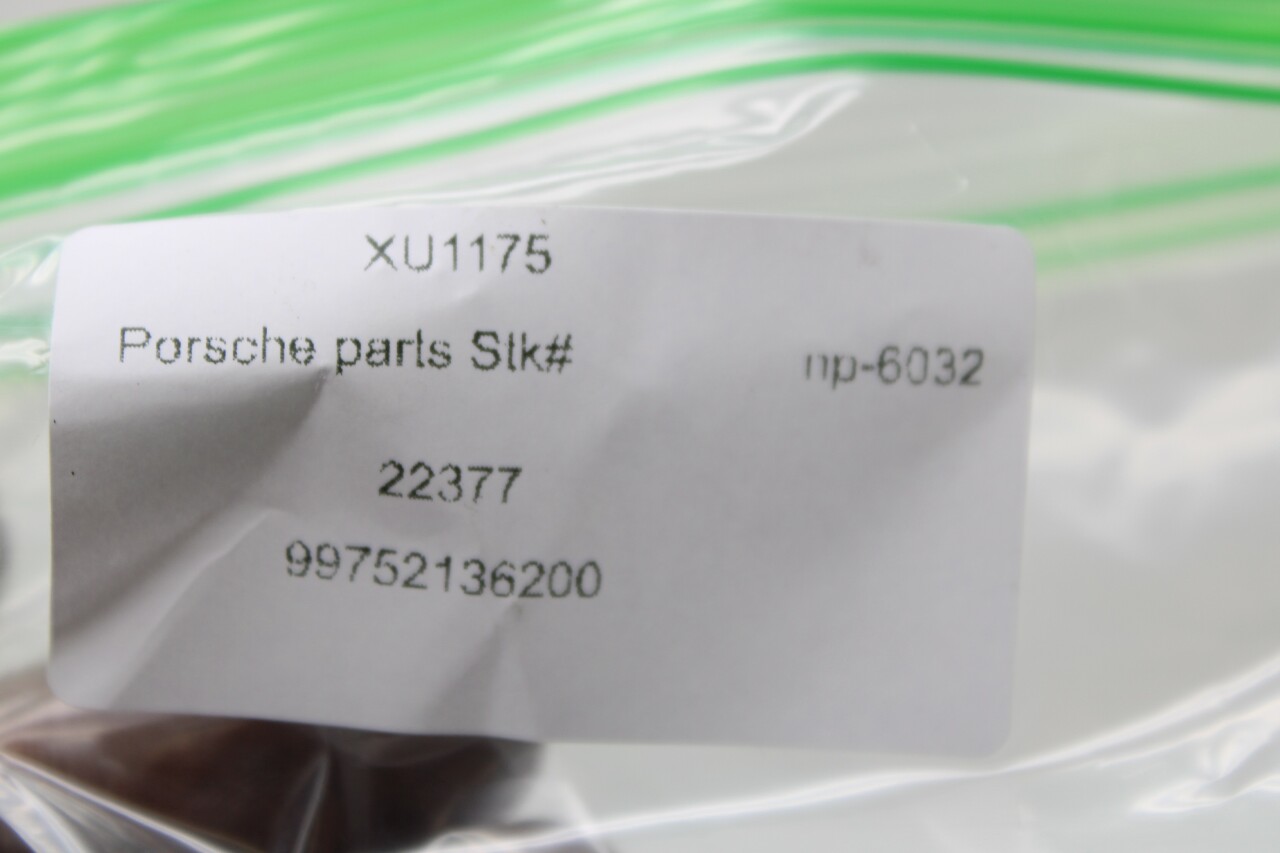 XU1175
Porsche parts Stk# np-6032
22377
99752136200